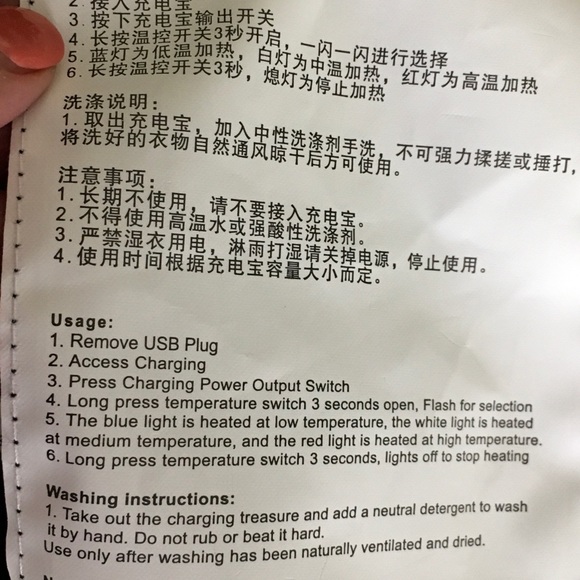 2. 接入充电宝
3. 按下充电宝输出开关
4. 长按温控开关3秒开启，一闪一闪进行选择
5. 蓝灯为低温加热，白灯为中温加热，红灯为高温加热
6. 长按温控开关3秒，熄灯为停止加热
洗涤说明：
1. 取出充电宝，加入中性洗涤剂手洗，不可强力揉搓或捶打，
将洗好的衣物自然通风晾干后方可使用。
注意事项：
1. 长期不使用，请不要接入充电宝。
2. 不得使用高温水或强酸性洗涤剂。
3. 严禁湿衣用电，淋雨打湿请关掉电源，停止使用。
4. 使用时间根据充电宝容量大小而定。
Usage:
1. Remove USB Plug
2. Access Charging
3. Press Charging Power Output Switch
4. Long press temperature switch 3 seconds open, Flash for selection
5. The blue light is heated at low temperature, the white light is heated
at medium temperature, and the red light is heated at high temperature.
6. Long press temperature switch 3 seconds, lights off to stop heating
Washing instructions:
1. Take out the charging treasure and add a neutral detergent to wash
it by hand. Do not rub or beat it hard.
Use only after washing has been naturally ventilated and dried.